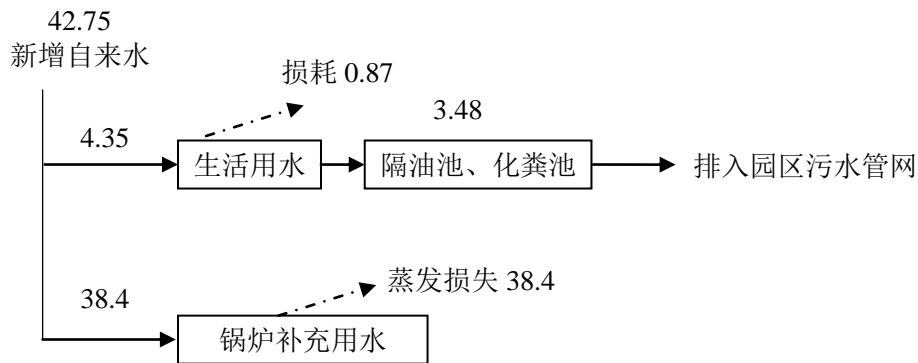 42.75
新增自来水
损耗 0.87
3.48
4.35
生活用水
隔油池、化粪池
排入园区污水管网
蒸发损失 38.4
38.4
锅炉补充用水